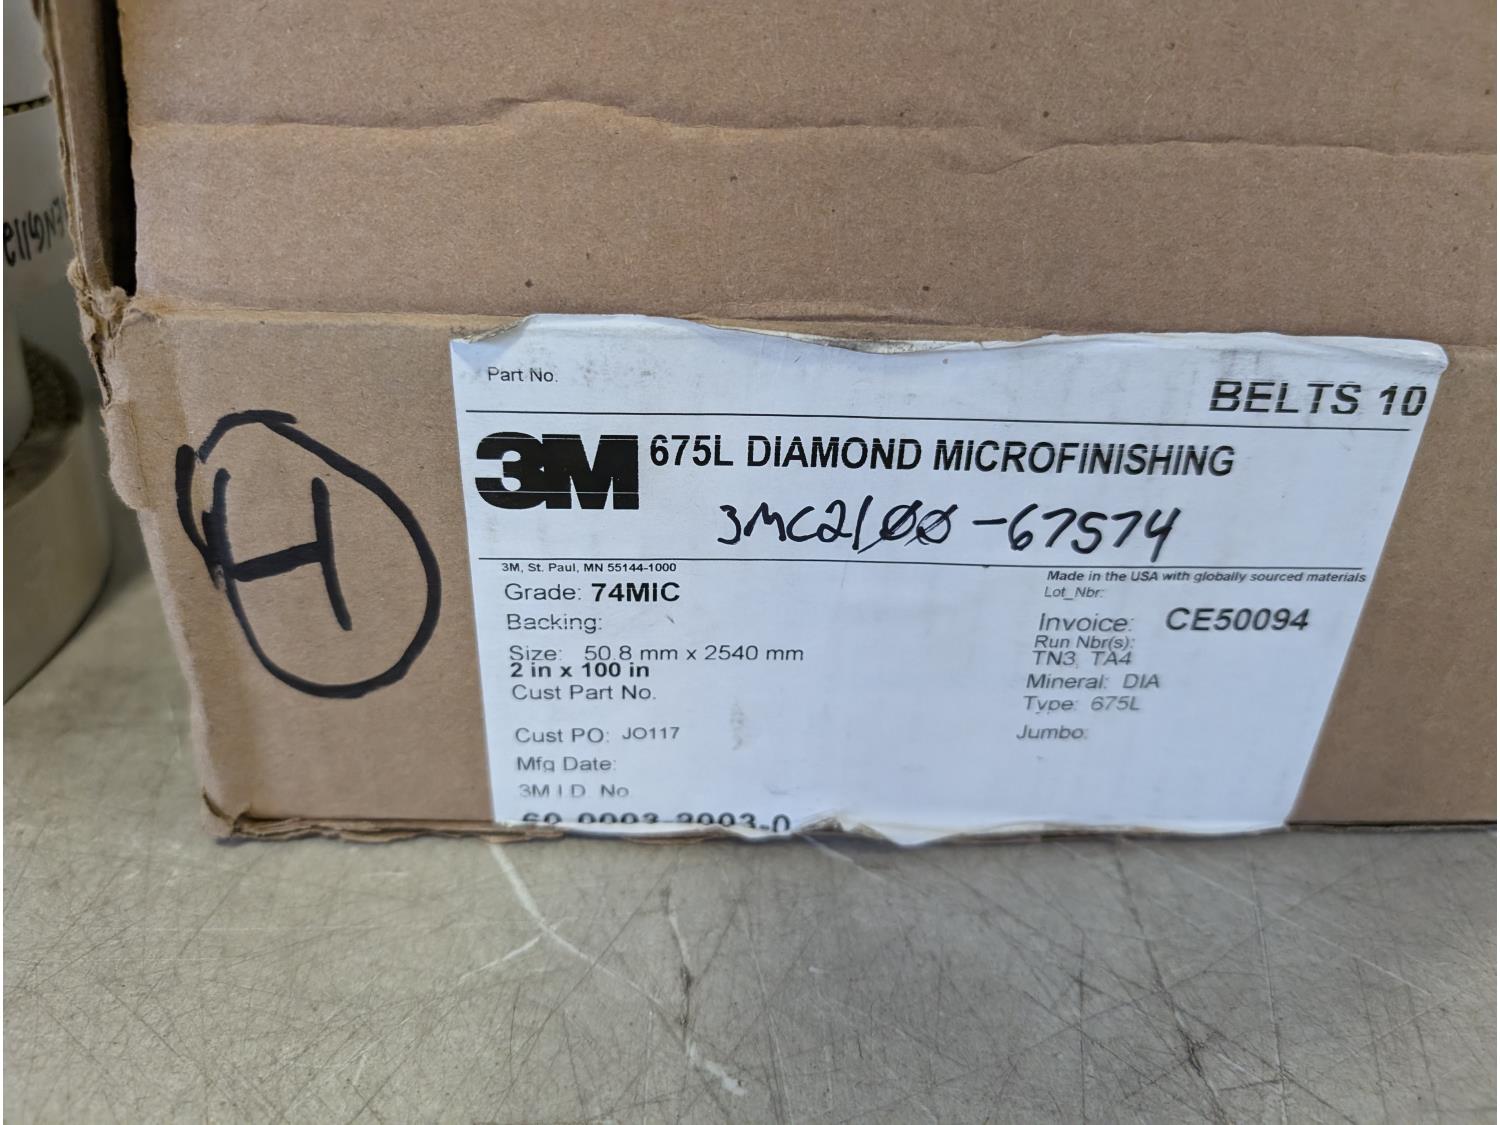 Part No.
BELTS 10
3M 675L DIAMOND MICROFINISHING
3MC2100-67574
3M, St. Paul, MN 55144-1000
Made in the USA with globally sourced materials
Grade: 74MIC
Lot_Nbr:
Backing:
Invoice: CE50094
Run Nbr(s):
Size: 50.8 mm x 2540 mm
TN3, TA4
2 in x 100 in
Mineral: DIA
Cust Part No.
Type: 675L
Cust PO: JO117
Jumbo:
Mfg Date:
3M I.D. No
H